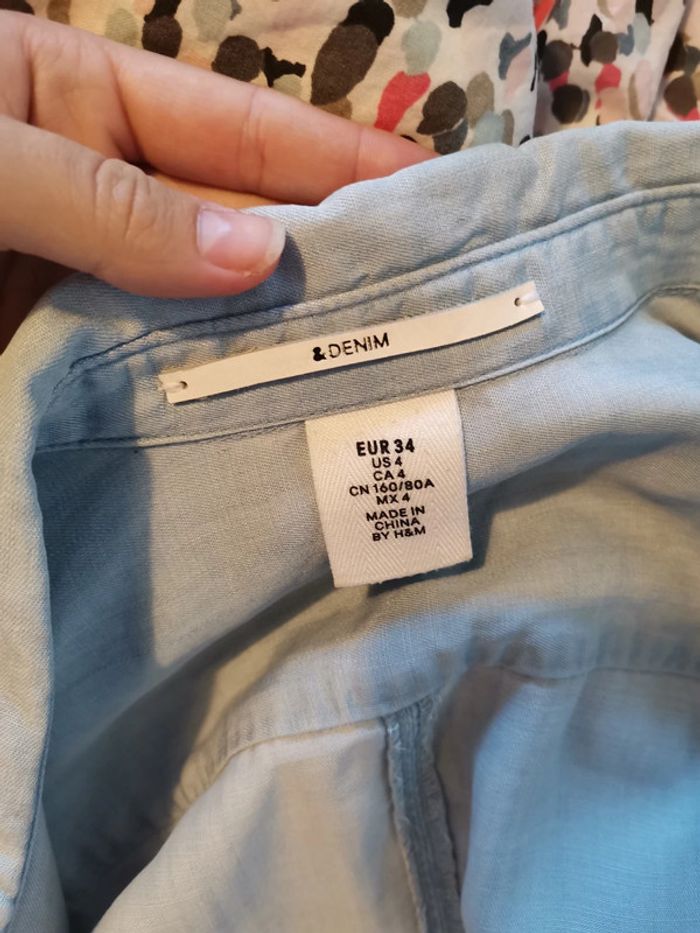 &DENIM
EUR 34
US 4
CA 4
CN 160/80A
MX 4
MADE IN
CHINA
BY H&M